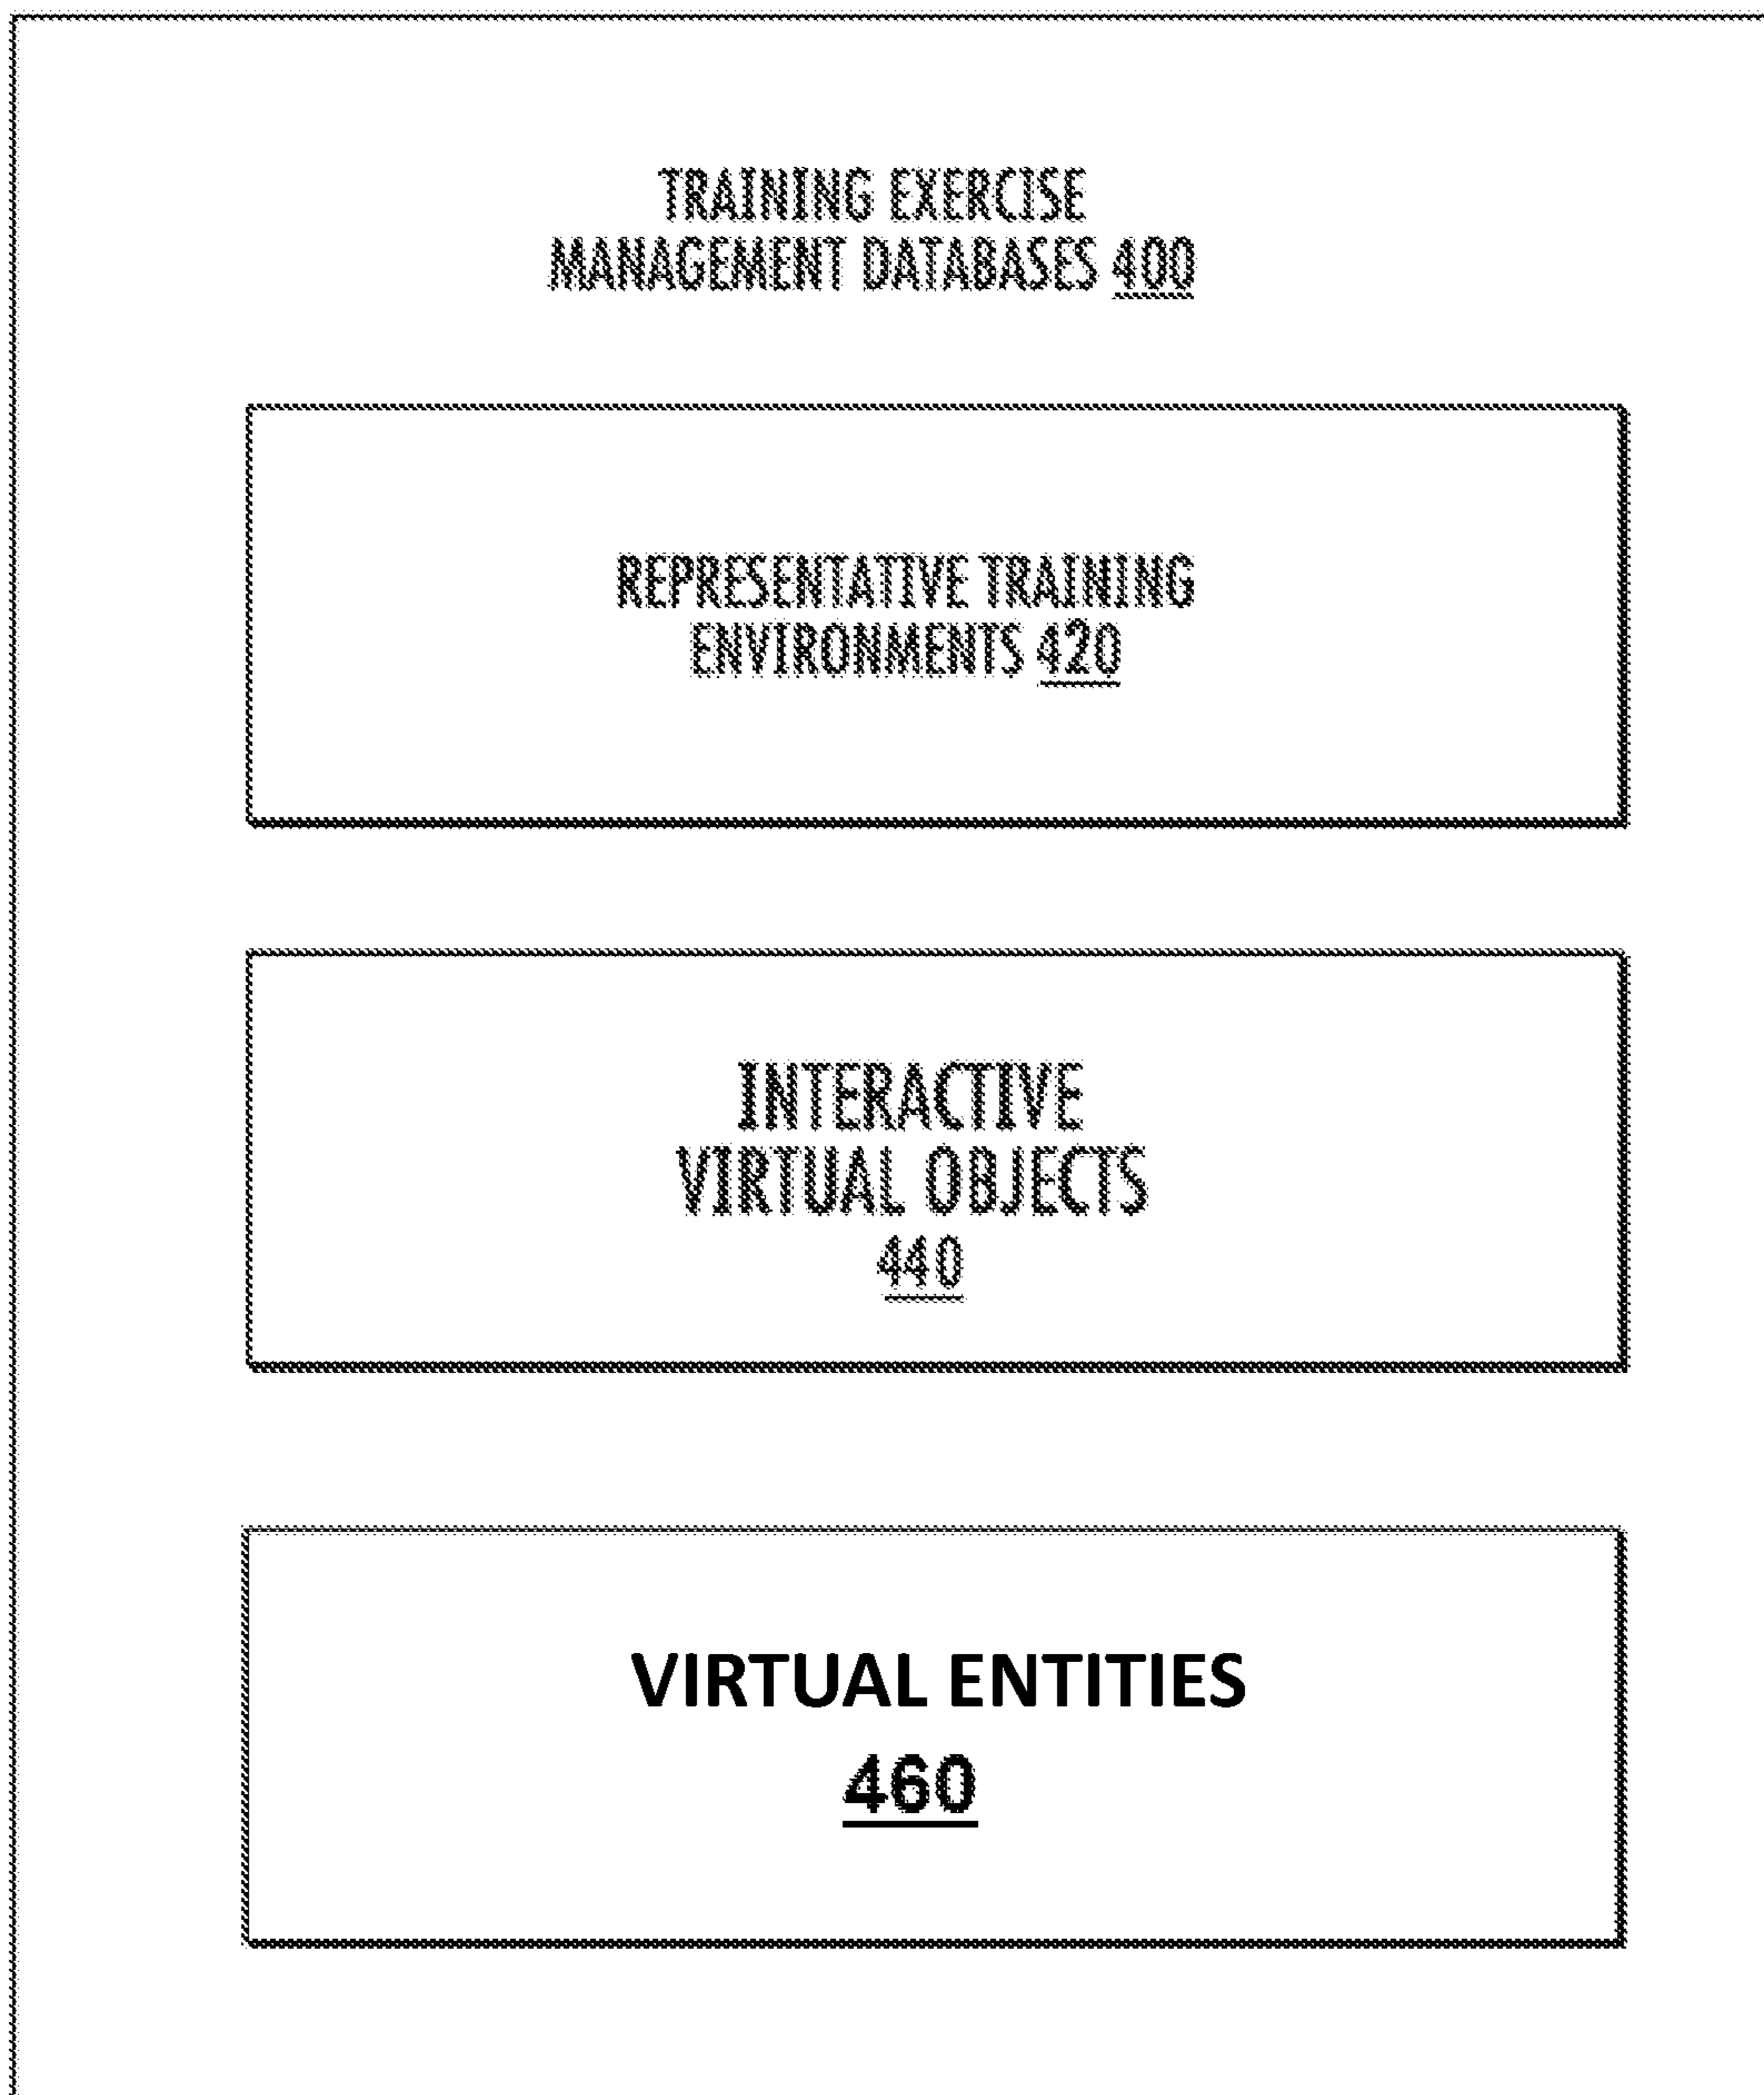 TRAINING EXERCISE
MANAGEMENT DATABASES 400
REPRESENTATIVE TRAINING
ENVIRONMENTS 420
INTERACTIVE
VIRTUAL OBJECTS
440
VIRTUAL ENTITIES
460